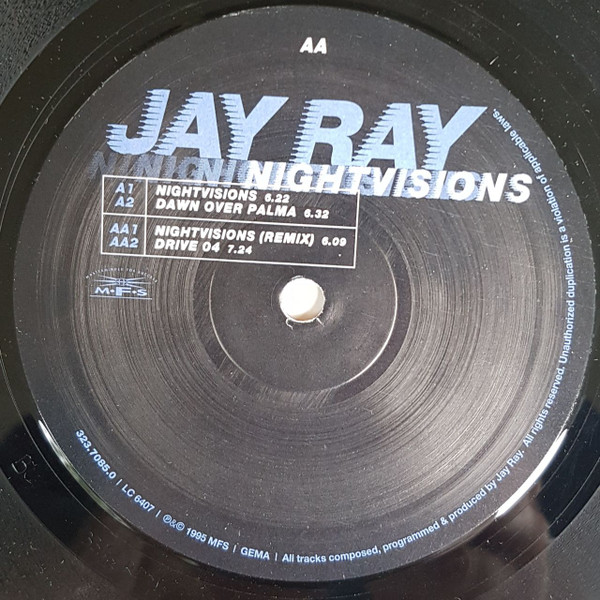 AA
JAY RAY
NIGHTVISIONS
A1 NIGHTVISIONS 6.22
A2 DAWN OVER PALMA 6.32
AA1 NIGHTVISIONS (REMIX) 6.09
AA2 DRIVE 04 7.24
M•F•S
323.7085.0 | LC 6407 | ℗&© 1995 MFS | GEMA | All tracks composed, programmed & produced by Jay Ray. All rights reserved. Unauthorized duplication is a violation of applicable laws.